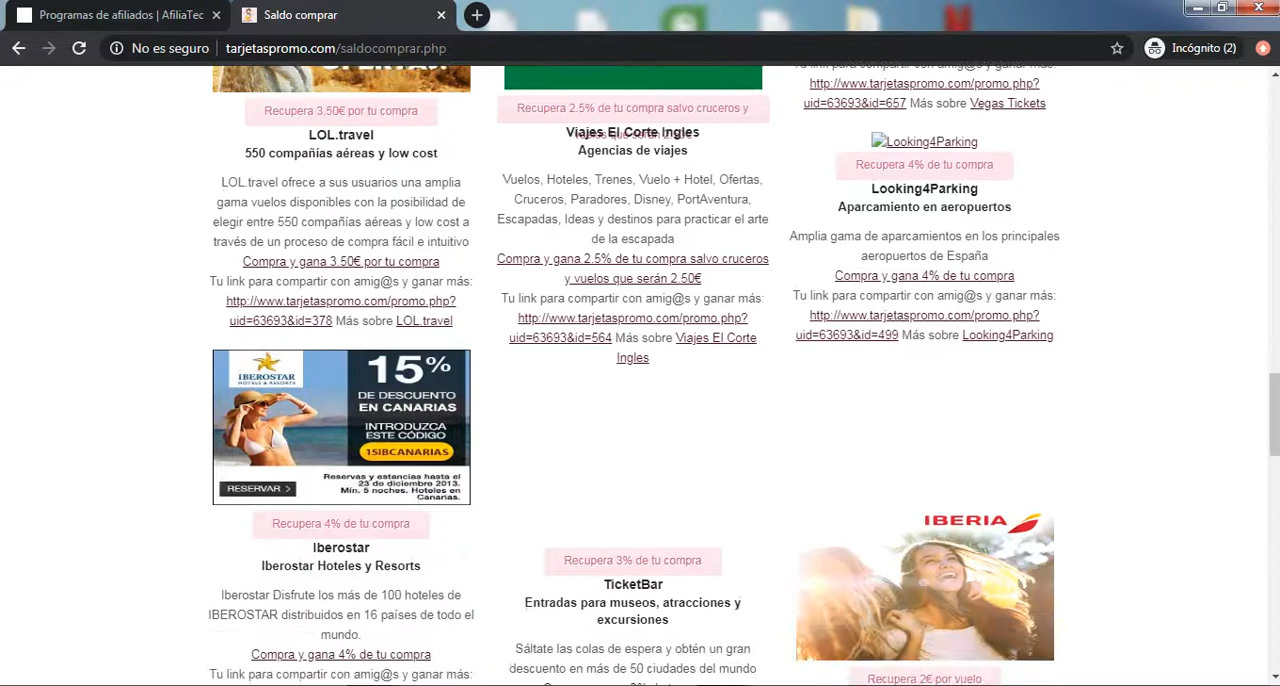 Programas de afiliados | AfiliaTec
Saldo comprar
No es seguro
tarjetaspromo.com/saldocomprar.php
Incógnito (2)
Recupera 3.50€ por tu compra
LOL.travel
550 compañías aéreas y low cost
LOL.travel ofrece a sus usuarios una amplia
gama vuelos disponibles con la posibilidad de
elegir entre 550 compañías aéreas y low cost a
través de un proceso de compra fácil e intuitivo
Compra y gana 3.50€ por tu compra
Tu link para compartir con amig@s y ganar más:
http://www.tarjetaspromo.com/promo.php?
uid=63693&id=378 Más sobre LOL.travel
IBEROSTAR
HOTELS & RESORTS
15%
DE DESCUENTO
EN CANARIAS
INTRODUZCA
ESTE CÓDIGO
15IBCANARIAS
RESERVAR >
Reservas y estancias hasta el
23 de diciembre 2013.
Mín. 5 noches. Hoteles en
Canarias.
Recupera 4% de tu compra
Iberostar
Iberostar Hoteles y Resorts
Iberostar Disfrute los más de 100 hoteles de
IBEROSTAR distribuidos en 16 países de todo el
mundo.
Compra y gana 4% de tu compra
Tu link para compartir con amig@s y ganar más:
Recupera 2.5% de tu compra salvo cruceros y
Viajes El Corte Ingles
Agencias de viajes
Vuelos, Hoteles, Trenes, Vuelo + Hotel, Ofertas,
Cruceros, Paradores, Disney, PortAventura,
Escapadas, Ideas y destinos para practicar el arte
de la escapada
Compra y gana 2.5% de tu compra salvo cruceros
y vuelos que serán 2.50€
Tu link para compartir con amig@s y ganar más:
http://www.tarjetaspromo.com/promo.php?
uid=63693&id=564 Más sobre Viajes El Corte
Ingles
Recupera 3% de tu compra
TicketBar
Entradas para museos, atracciones y
excursiones
Sáltate las colas de espera y obtén un gran
descuento en más de 50 ciudades del mundo
Tu link para compartir con amig@s y ganar más:
http://www.tarjetaspromo.com/promo.php?
uid=63693&id=657 Más sobre Vegas Tickets
Looking4Parking
Recupera 4% de tu compra
Looking4Parking
Aparcamiento en aeropuertos
Amplia gama de aparcamientos en los principales
aeropuertos de España
Compra y gana 4% de tu compra
Tu link para compartir con amig@s y ganar más:
http://www.tarjetaspromo.com/promo.php?
uid=63693&id=499 Más sobre Looking4Parking
IBERIA
Recupera 2€ por vuelo